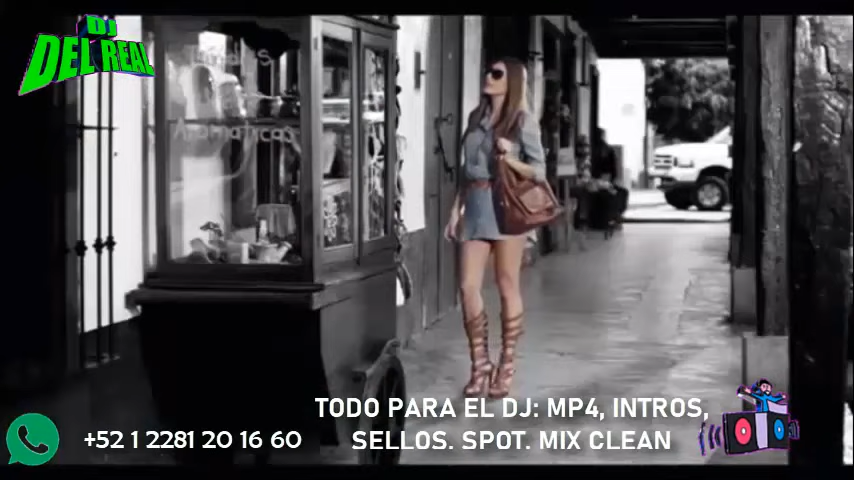 DJ
DEL REAL
Aromáticas
TODO PARA EL DJ: MP4, INTROS,
SELLOS. SPOT. MIX CLEAN
+52 1 2281 20 16 60